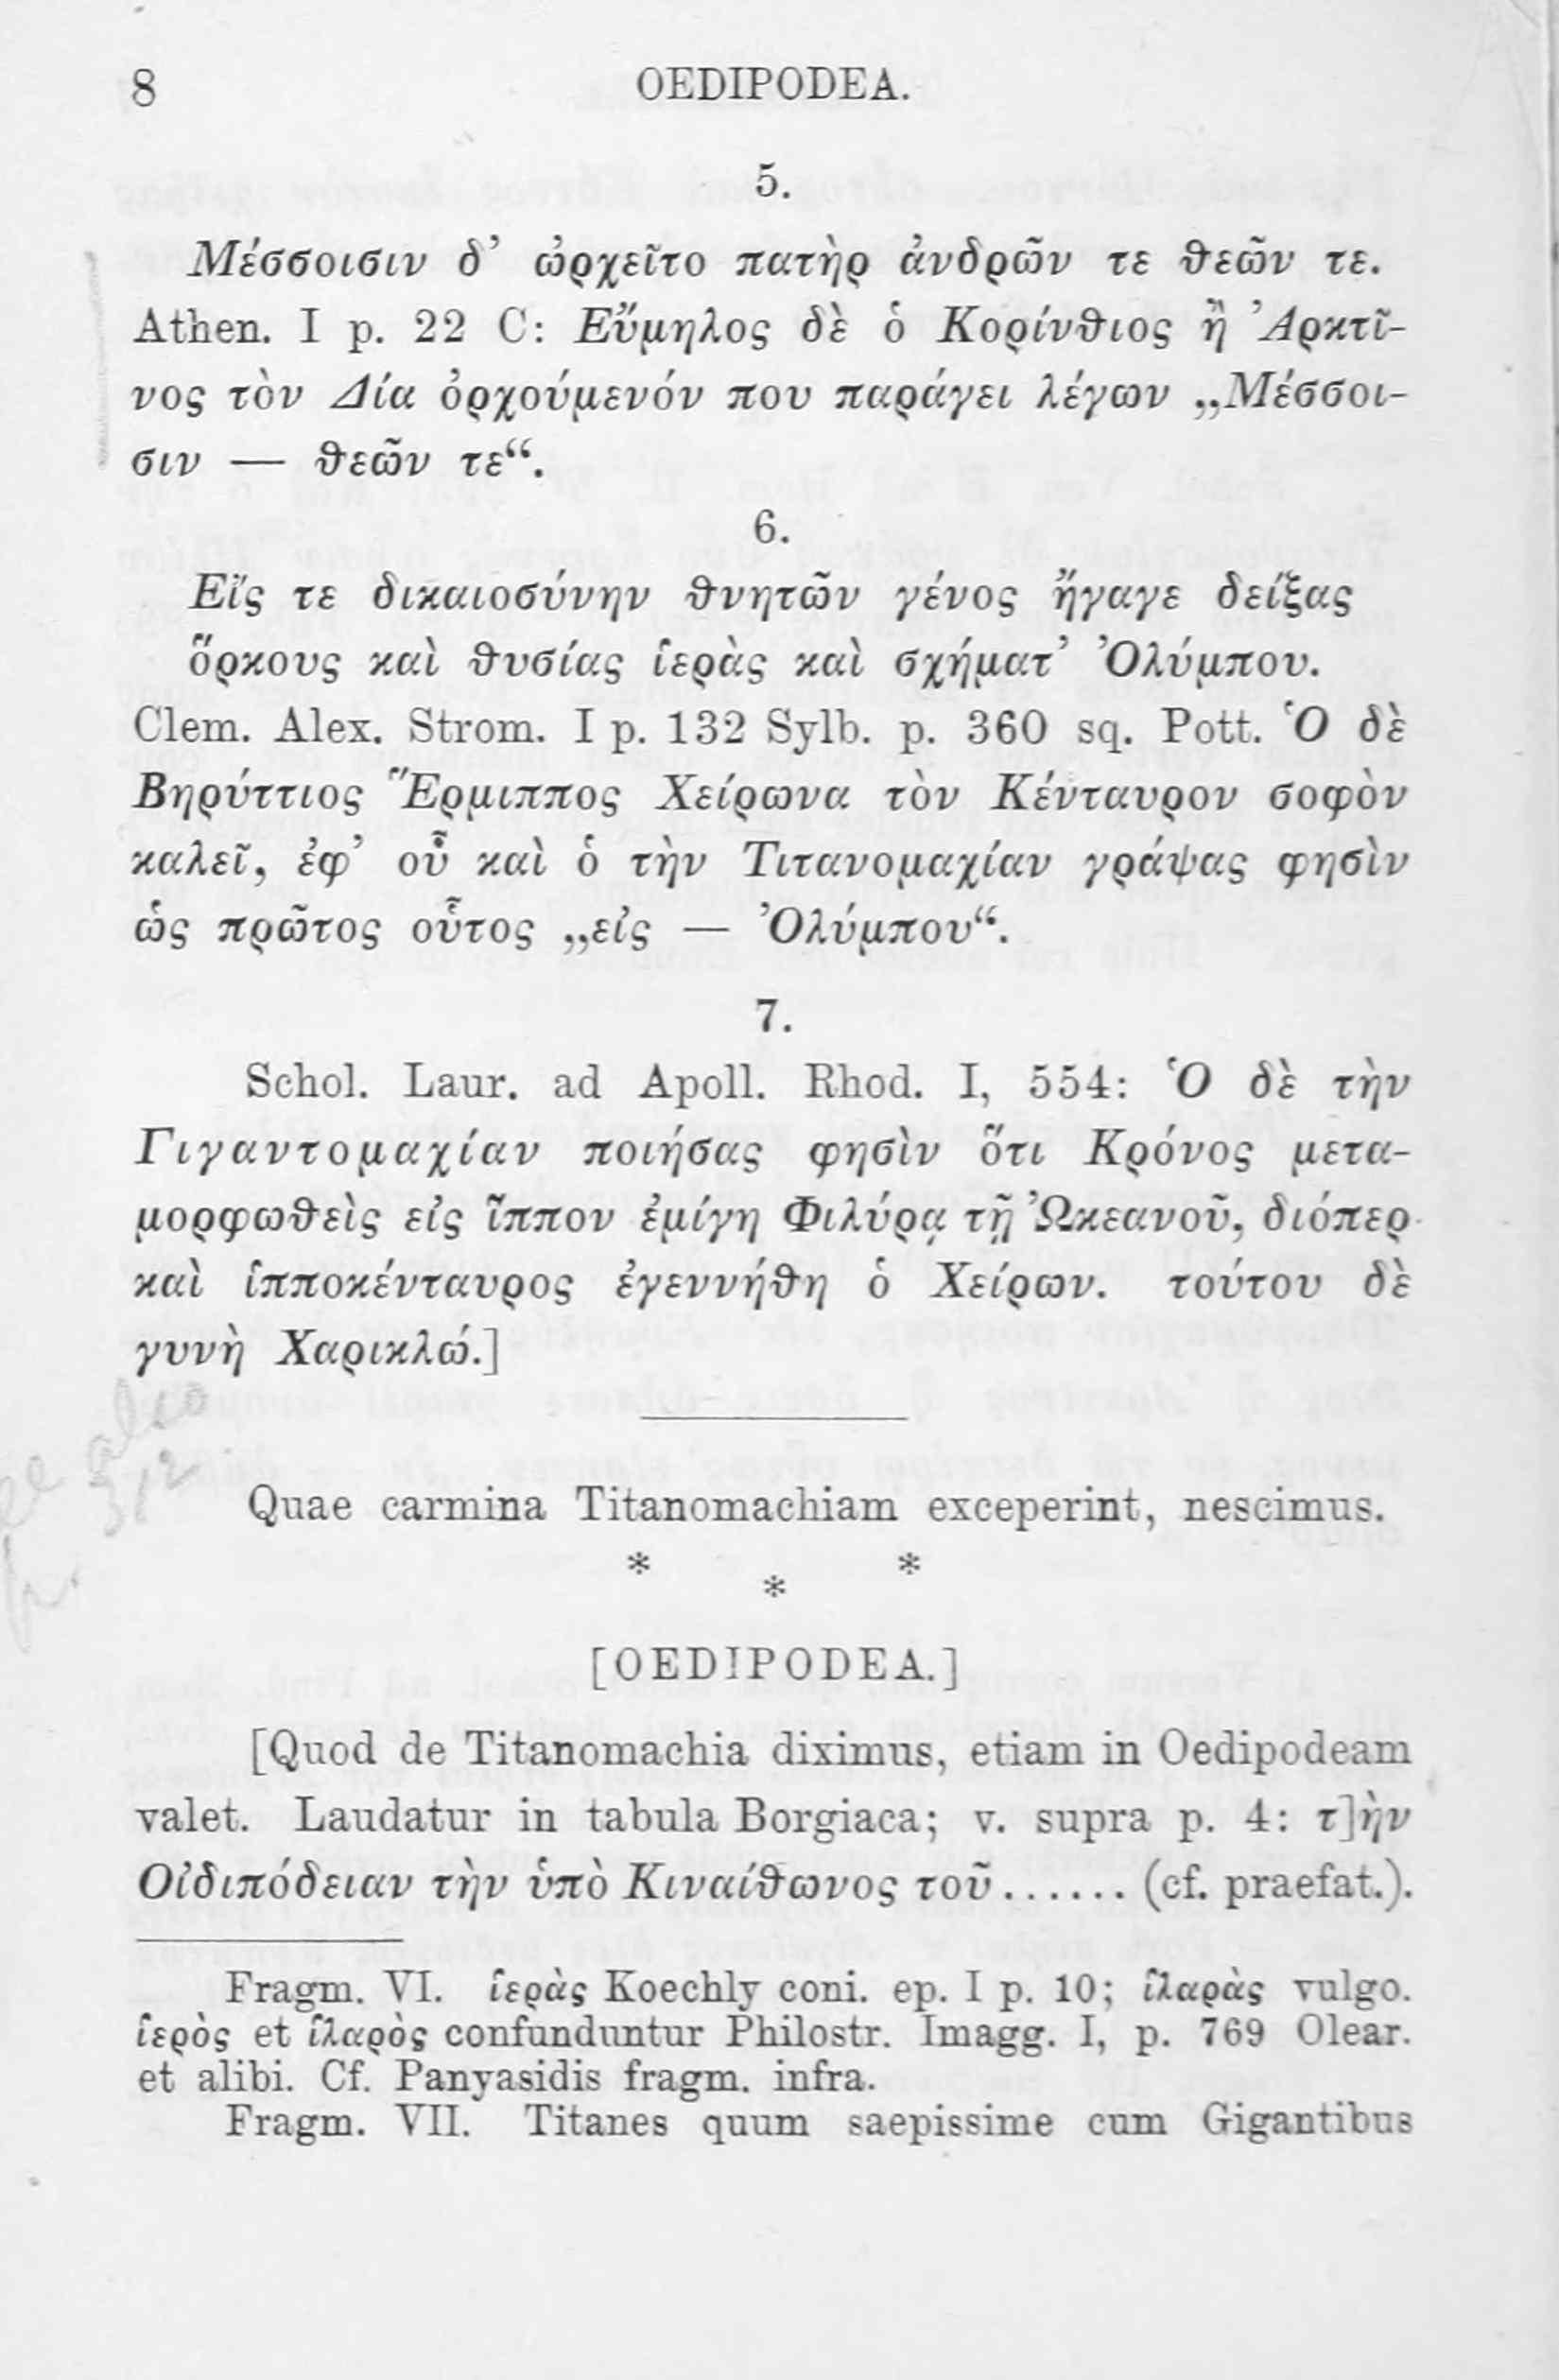 8
OEDIPODEA.
5.
Μέσσοισιν δ’ ὠρχεῖτο πατὴρ ἀνδρῶν τε θεῶν τε.
Athen. I p. 22 C: Εὔμηλος δὲ ὁ Κορίνθιος ἢ Ἀρκτῖ-
νος τὸν Δία ὀρχούμενόν που παράγει λέγων „Μέσσοι-
σιν — θεῶν τε“.
6.
Εἴς τε δικαιοσύνην θνητῶν γένος ἤγαγε δείξας
ὅρκους καὶ θυσίας ἱερὰς καὶ σχήματ’ Ὀλύμπου.
Clem. Alex. Strom. I p. 132 Sylb. p. 360 sq. Pott. Ὁ δὲ
Βηρύττιος Ἕρμιππος Χείρωνα τὸν Κένταυρον σοφὸν
καλεῖ, ἐφ’ οὗ καὶ ὁ τὴν Τιτανομαχίαν γράψας φησὶν
ὡς πρῶτος οὗτος „εἰς — Ὀλύμπου“.
7.
Schol. Laur. ad Apoll. Rhod. I, 554: Ὁ δὲ τὴν
Γιγαντομαχίαν ποιήσας φησὶν ὅτι Κρόνος μετα-
μορφωθεὶς εἰς ἵππον ἐμίγη Φιλύρᾳ τῇ Ὠκεανοῦ, διόπερ
καὶ ἱπποκένταυρος ἐγεννήθη ὁ Χείρων. τούτου δὲ
γυνὴ Χαρικλώ.]
312
Quae carmina Titanomachiam exceperint, nescimus.
* * *
[OEDIPODEA.]
[Quod de Titanomachia diximus, etiam in Oedipodeam
valet. Laudatur in tabula Borgiaca; v. supra p. 4: τ]ὴν
Οἰδιπόδειαν τὴν ὑπὸ Κιναίθωνος τοῦ ...... (cf. praefat.).
Fragm. VI. ἱερὰς Koechly coni. ep. I p. 10; ἱλαρὰς vulgo.
ἱερὸς et ἱλαρὸς confunduntur Philostr. Imagg. I, p. 769 Olear.
et alibi. Cf. Panyasidis fragm. infra.
Fragm. VII. Titanes quum saepissime cum Gigantibus